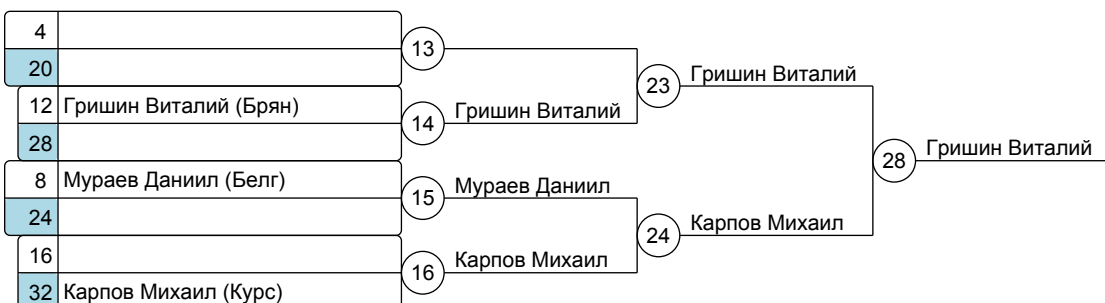 4
13
20
23 Гришин Виталий
12 Гришин Виталий (Брян)
14 Гришин Виталий
28
28 Гришин Виталий
8 Мураев Даниил (Белг)
15 Мураев Даниил
24
24 Карпов Михаил
16
16 Карпов Михаил
32 Карпов Михаил (Курс)